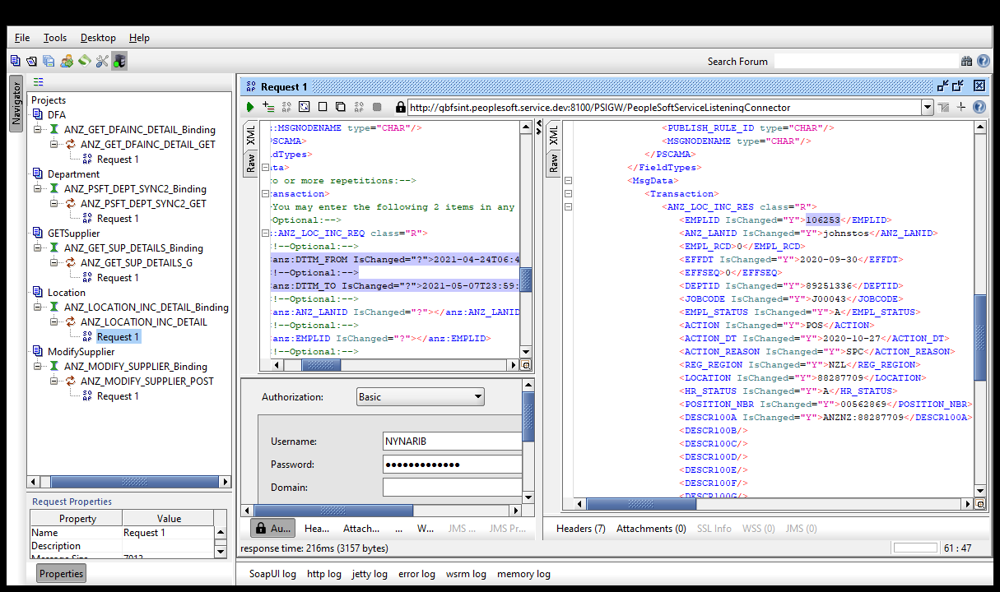 File Tools Desktop Help
Search Forum
Navigator
Projects
DFA
ANZ_GET_DFAINC_DETAIL_Binding
ANZ_GET_DFAINC_DETAIL_GET
Request 1
Department
ANZ_PSFT_DEPT_SYNC2_Binding
ANZ_PSFT_DEPT_SYNC2_GET
Request 1
GETSupplier
ANZ_GET_SUP_DETAILS_Binding
ANZ_GET_SUP_DETAILS_G
Request 1
Location
ANZ_LOCATION_INC_DETAIL_Binding
ANZ_LOCATION_INC_DETAIL
Request 1
ModifySupplier
ANZ_MODIFY_SUPPLIER_Binding
ANZ_MODIFY_SUPPLIER_POST
Request 1
Request Properties
Property Value
Name Request 1
Description
Message Size 7012
Properties
Request 1
http://qbfsint.peoplesoft.service.dev:8100/PSIGW/PeopleSoftServiceListeningConnector
XML
Raw
::MSGNODENAME type="CHAR"/>
PSCAMA>
ldTypes>
ata>
ro or more repetitions:-->
ansaction>
You may enter the following 2 items in any
Optional:-->
::ANZ_LOC_INC_REQ class="R">
!--Optional:-->
anz:DTTM_FROM IsChanged="?">2021-04-24T06:4
!--Optional:-->
anz:DTTM_TO IsChanged="?">2021-05-07T23:59:
!--Optional:-->
anz:ANZ_LANID IsChanged="?"></anz:ANZ_LANID
!--Optional:-->
anz:EMPLID IsChanged="?"></anz:EMPLID>
!--Optional:-->
Authorization: Basic
Username: NYNARIB
Password: •••••••••••••
Domain:
Au... Hea... Attach... ... W... JMS ... JMS Pr...
response time: 216ms (3157 bytes)
XML
Raw
<PUBLISH_RULE_ID type="CHAR"/>
<MSGNODENAME type="CHAR"/>
</PSCAMA>
</FieldTypes>
<MsgData>
<Transaction>
<ANZ_LOC_INC_RES class="R">
<EMPLID IsChanged="Y">106253</EMPLID>
<ANZ_LANID IsChanged="Y">johnstos</ANZ_LANID>
<EMPL_RCD>0</EMPL_RCD>
<EFFDT IsChanged="Y">2020-09-30</EFFDT>
<EFFSEQ>0</EFFSEQ>
<DEPTID IsChanged="Y">89251336</DEPTID>
<JOBCODE IsChanged="Y">J00043</JOBCODE>
<EMPL_STATUS IsChanged="Y">A</EMPL_STATUS>
<ACTION IsChanged="Y">POS</ACTION>
<ACTION_DT IsChanged="Y">2020-10-27</ACTION_DT>
<ACTION_REASON IsChanged="Y">SPC</ACTION_REASON>
<REG_REGION IsChanged="Y">NZL</REG_REGION>
<LOCATION IsChanged="Y">88287709</LOCATION>
<HR_STATUS IsChanged="Y">A</HR_STATUS>
<POSITION_NBR IsChanged="Y">00562869</POSITION_NBR>
<DESCR100A IsChanged="Y">ANZNZ:88287709</DESCR100A>
<DESCR100B/>
<DESCR100C/>
<DESCR100D/>
<DESCR100E/>
<DESCR100F/>
<DESCR100G/>
Headers (7) Attachments (0) SSL Info WSS (0) JMS (0)
61 : 47
SoapUI log http log jetty log error log wsrm log memory log